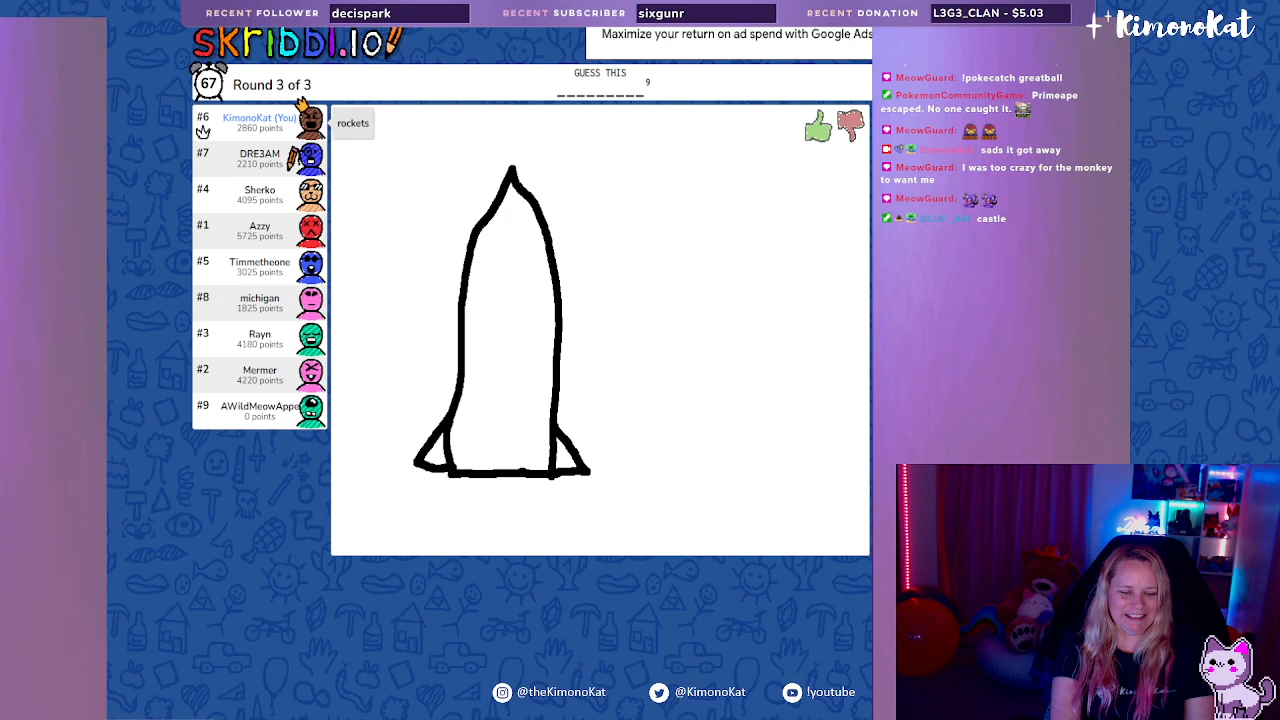 RECENT FOLLOWER decispark RECENT SUBSCRIBER sixgunr RECENT DONATION L3G3_CLAN - $5.03
KimonoKat
skribbl.io
Maximize your return on ad spend with Google Ads
67 Round 3 of 3
GUESS THIS
_________ 9
#6 KimonoKat (You)
2860 points
rockets
#7 DRE3AM
2210 points
#4 Sherko
4095 points
#1 Azzy
5725 points
#5 Timmetheone
3025 points
#8 michigan
1825 points
#3 Rayn
4180 points
#2 Mermer
4220 points
#9 AWildMeowAppe
0 points
MeowGuard: !pokecatch greatball
PokemonCommunityGame: Primeape
escaped. No one caught it.
MeowGuard:
sads it got away
MeowGuard: I was too crazy for the monkey
to want me
MeowGuard:
castle
@theKimonoKat @KimonoKat !youtube